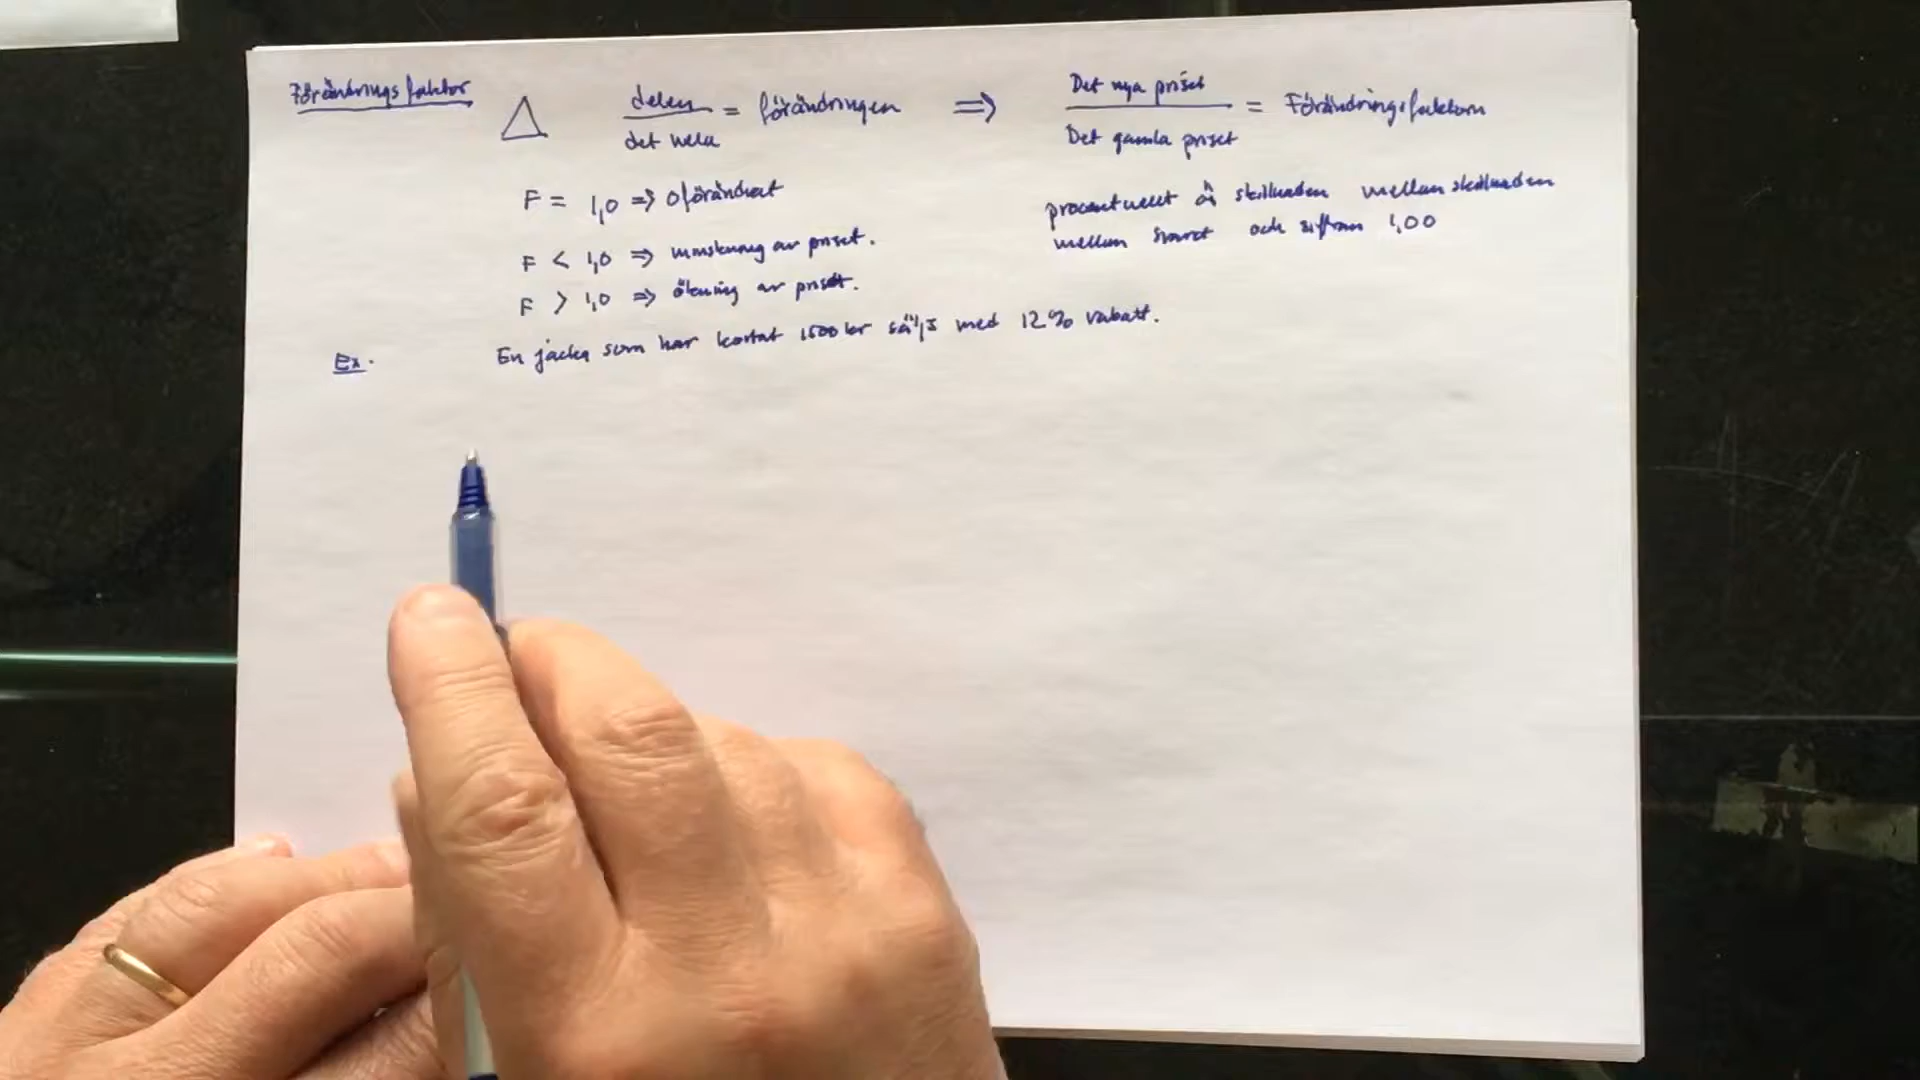 Förändringsfaktor
△ delen / det hela = förändringen ⇒ Det nya priset / Det gamla priset = Förändringsfaktorn
F = 1,0 ⇒ oförändrat
F < 1,0 ⇒ minskning av priset.
F > 1,0 ⇒ ökning av priset.
procentuellt är skillnaden mellan skillnaden
mellan svaret och siffran 1,00
Ex. En jacka som har kostat 1500 kr säljs med 12% rabatt.